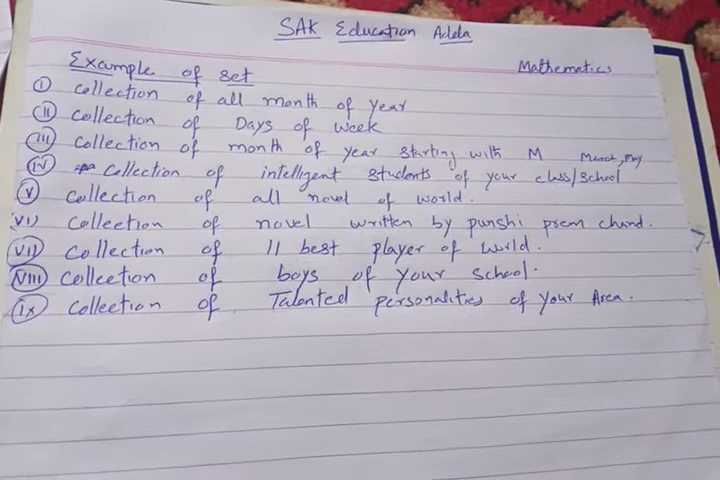 SAK Education Adda
Mathematics
Example of set
(I) Collection of all month of year
(II) Collection of Days of week
(III) Collection of month of year starting with M March, May
(IV) Collection of intelligent students of your class/school
(V) Collection of all novel of world.
VI) Collection of novel written by punshi prem chand.
(VII) Collection of 11 best player of world.
(VIII) Collection of boys of your school.
(IX) Collection of Talented personalities of your Area.